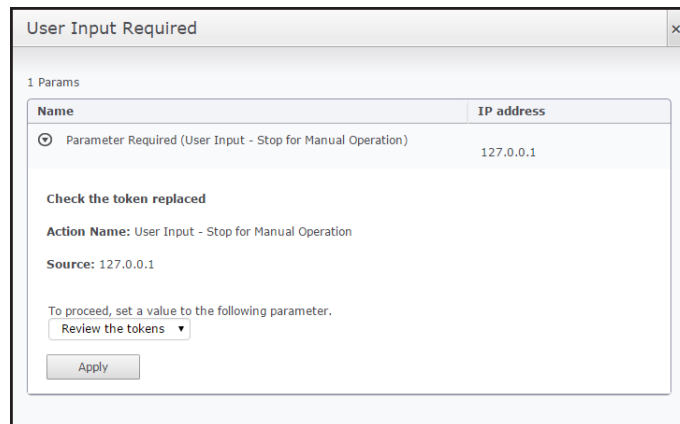 User Input Required
×
1 Params
Name IP address
Parameter Required (User Input - Stop for Manual Operation) 127.0.0.1
Check the token replaced
Action Name: User Input - Stop for Manual Operation
Source: 127.0.0.1
To proceed, set a value to the following parameter.
Review the tokens
Apply